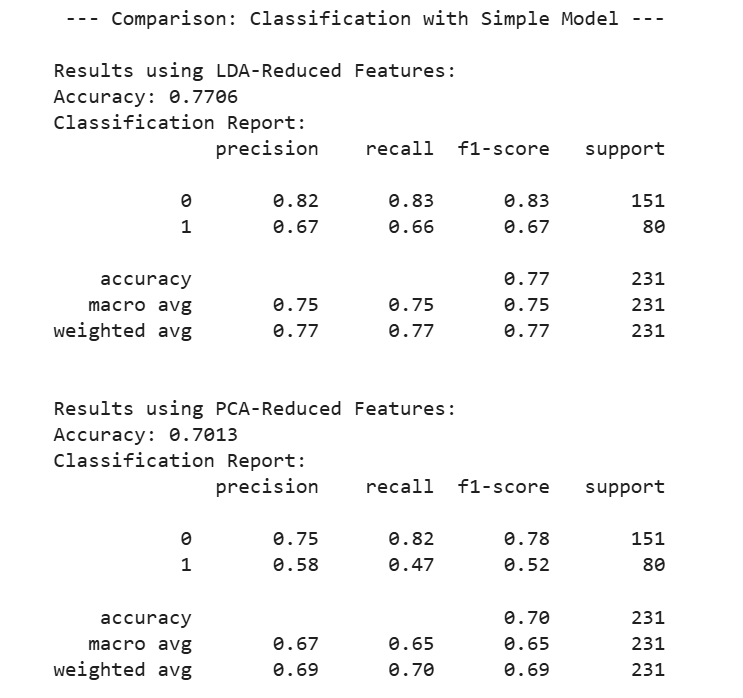 --- Comparison: Classification with Simple Model ---
Results using LDA-Reduced Features:
Accuracy: 0.7706
Classification Report:
precision recall f1-score support
0 0.82 0.83 0.83 151
1 0.67 0.66 0.67 80
accuracy 0.77 231
macro avg 0.75 0.75 0.75 231
weighted avg 0.77 0.77 0.77 231
Results using PCA-Reduced Features:
Accuracy: 0.7013
Classification Report:
precision recall f1-score support
0 0.75 0.82 0.78 151
1 0.58 0.47 0.52 80
accuracy 0.70 231
macro avg 0.67 0.65 0.65 231
weighted avg 0.69 0.70 0.69 231